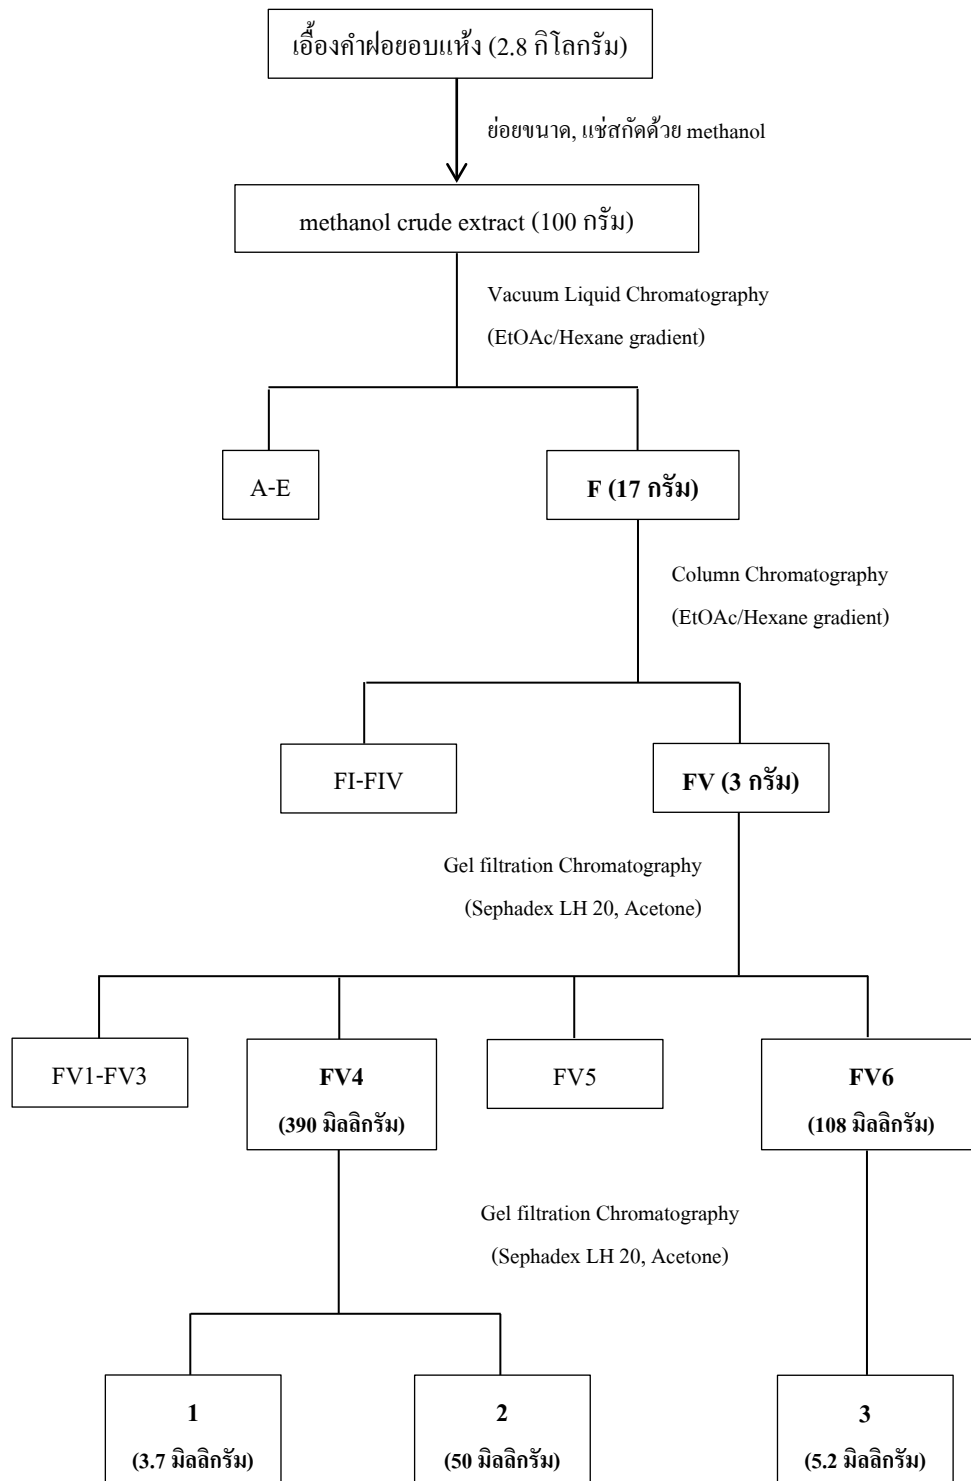 เอื้องคำฝอยอบแห้ง (2.8 กิโลกรัม)
ย่อยขนาด, แช่สกัดด้วย methanol
methanol crude extract (100 กรัม)
Vacuum Liquid Chromatography
(EtOAc/Hexane gradient)
A-E
F (17 กรัม)
Column Chromatography
(EtOAc/Hexane gradient)
FI-FIV
FV (3 กรัม)
Gel filtration Chromatography
(Sephadex LH 20, Acetone)
FV1-FV3
FV4
(390 มิลลิกรัม)
FV5
FV6
(108 มิลลิกรัม)
Gel filtration Chromatography
(Sephadex LH 20, Acetone)
1
(3.7 มิลลิกรัม)
2
(50 มิลลิกรัม)
3
(5.2 มิลลิกรัม)